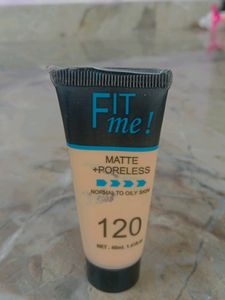 FIT
me!
MATTE
+PORELESS
NORMAL TO OILY SKIN
120